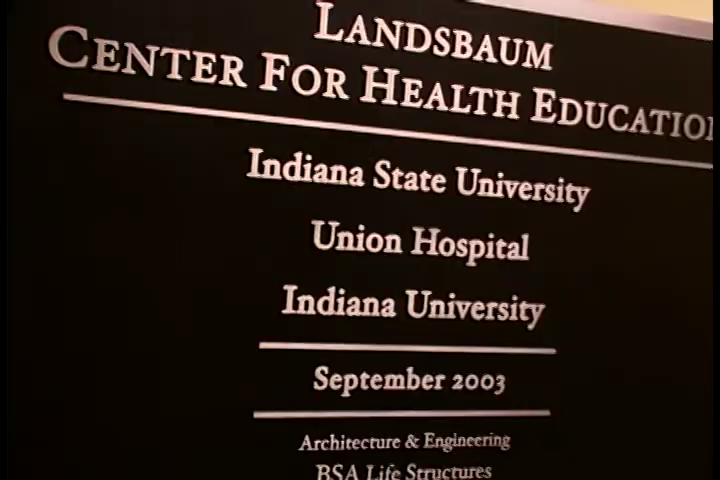 LANDSBAUM
CENTER FOR HEALTH EDUCATION
Indiana State University
Union Hospital
Indiana University
September 2003
Architecture & Engineering
BSA Life Structures